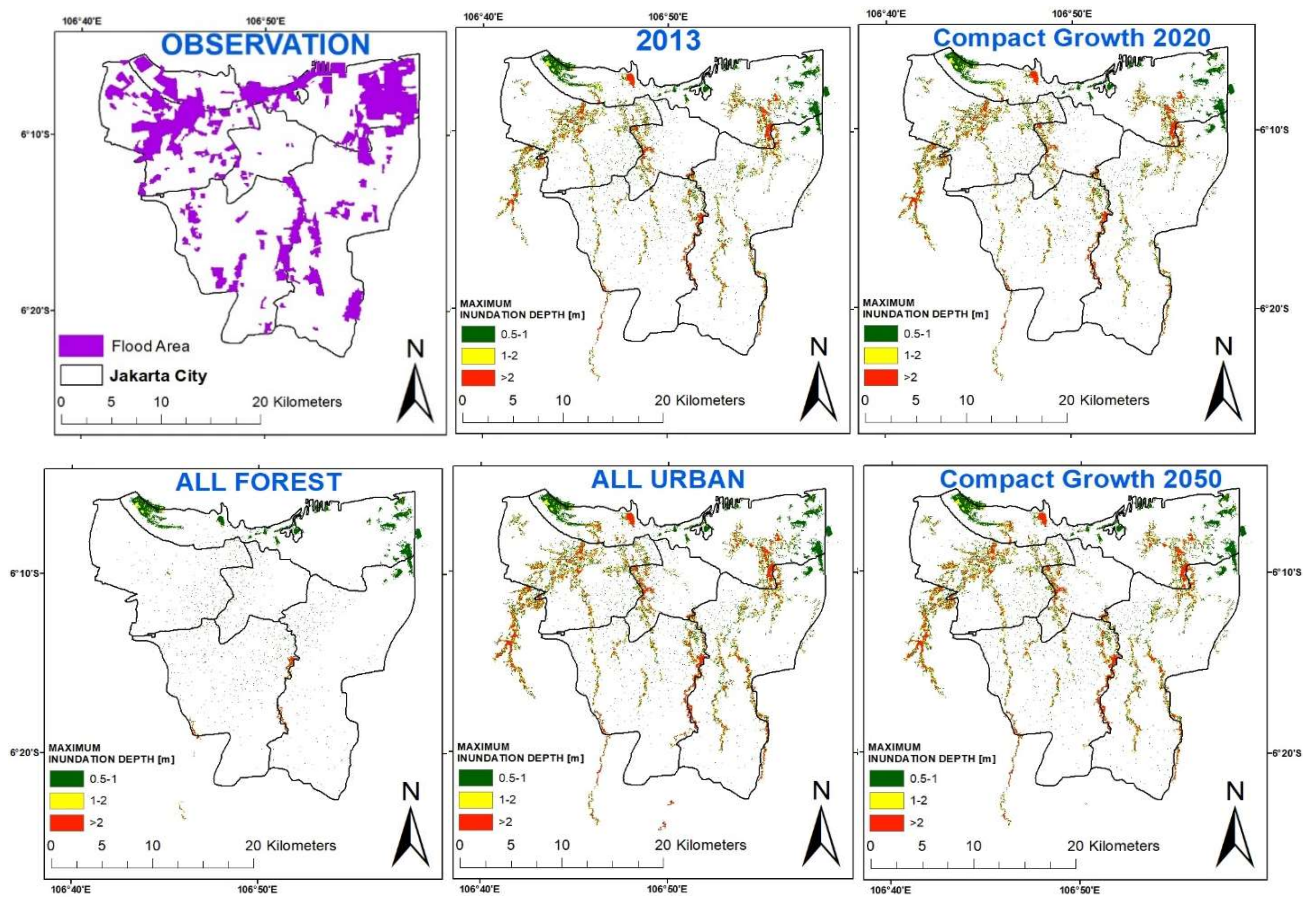 106°40'E 106°50'E
OBSERVATION
6°10'S
6°20'S
Flood Area
Jakarta City
0 5 10 20 Kilometers
N
106°40'E 106°50'E
2013
MAXIMUM
INUNDATION DEPTH [m]
0.5-1
1-2
>2
0 5 10 20 Kilometers
N
106°40'E 106°50'E
Compact Growth 2020
6°10'S
6°20'S
MAXIMUM
INUNDATION DEPTH [m]
0.5-1
1-2
>2
0 5 10 20 Kilometers
N
ALL FOREST
6°10'S
6°20'S
MAXIMUM
INUNDATION DEPTH [m]
0.5-1
1-2
>2
0 5 10 20 Kilometers
N
106°40'E 106°50'E
ALL URBAN
MAXIMUM
INUNDATION DEPTH [m]
0.5-1
1-2
>2
0 5 10 20 Kilometers
N
106°40'E 106°50'E
Compact Growth 2050
6°10'S
6°20'S
MAXIMUM
INUNDATION DEPTH [m]
0.5-1
1-2
>2
0 5 10 20 Kilometers
N
106°40'E 106°50'E